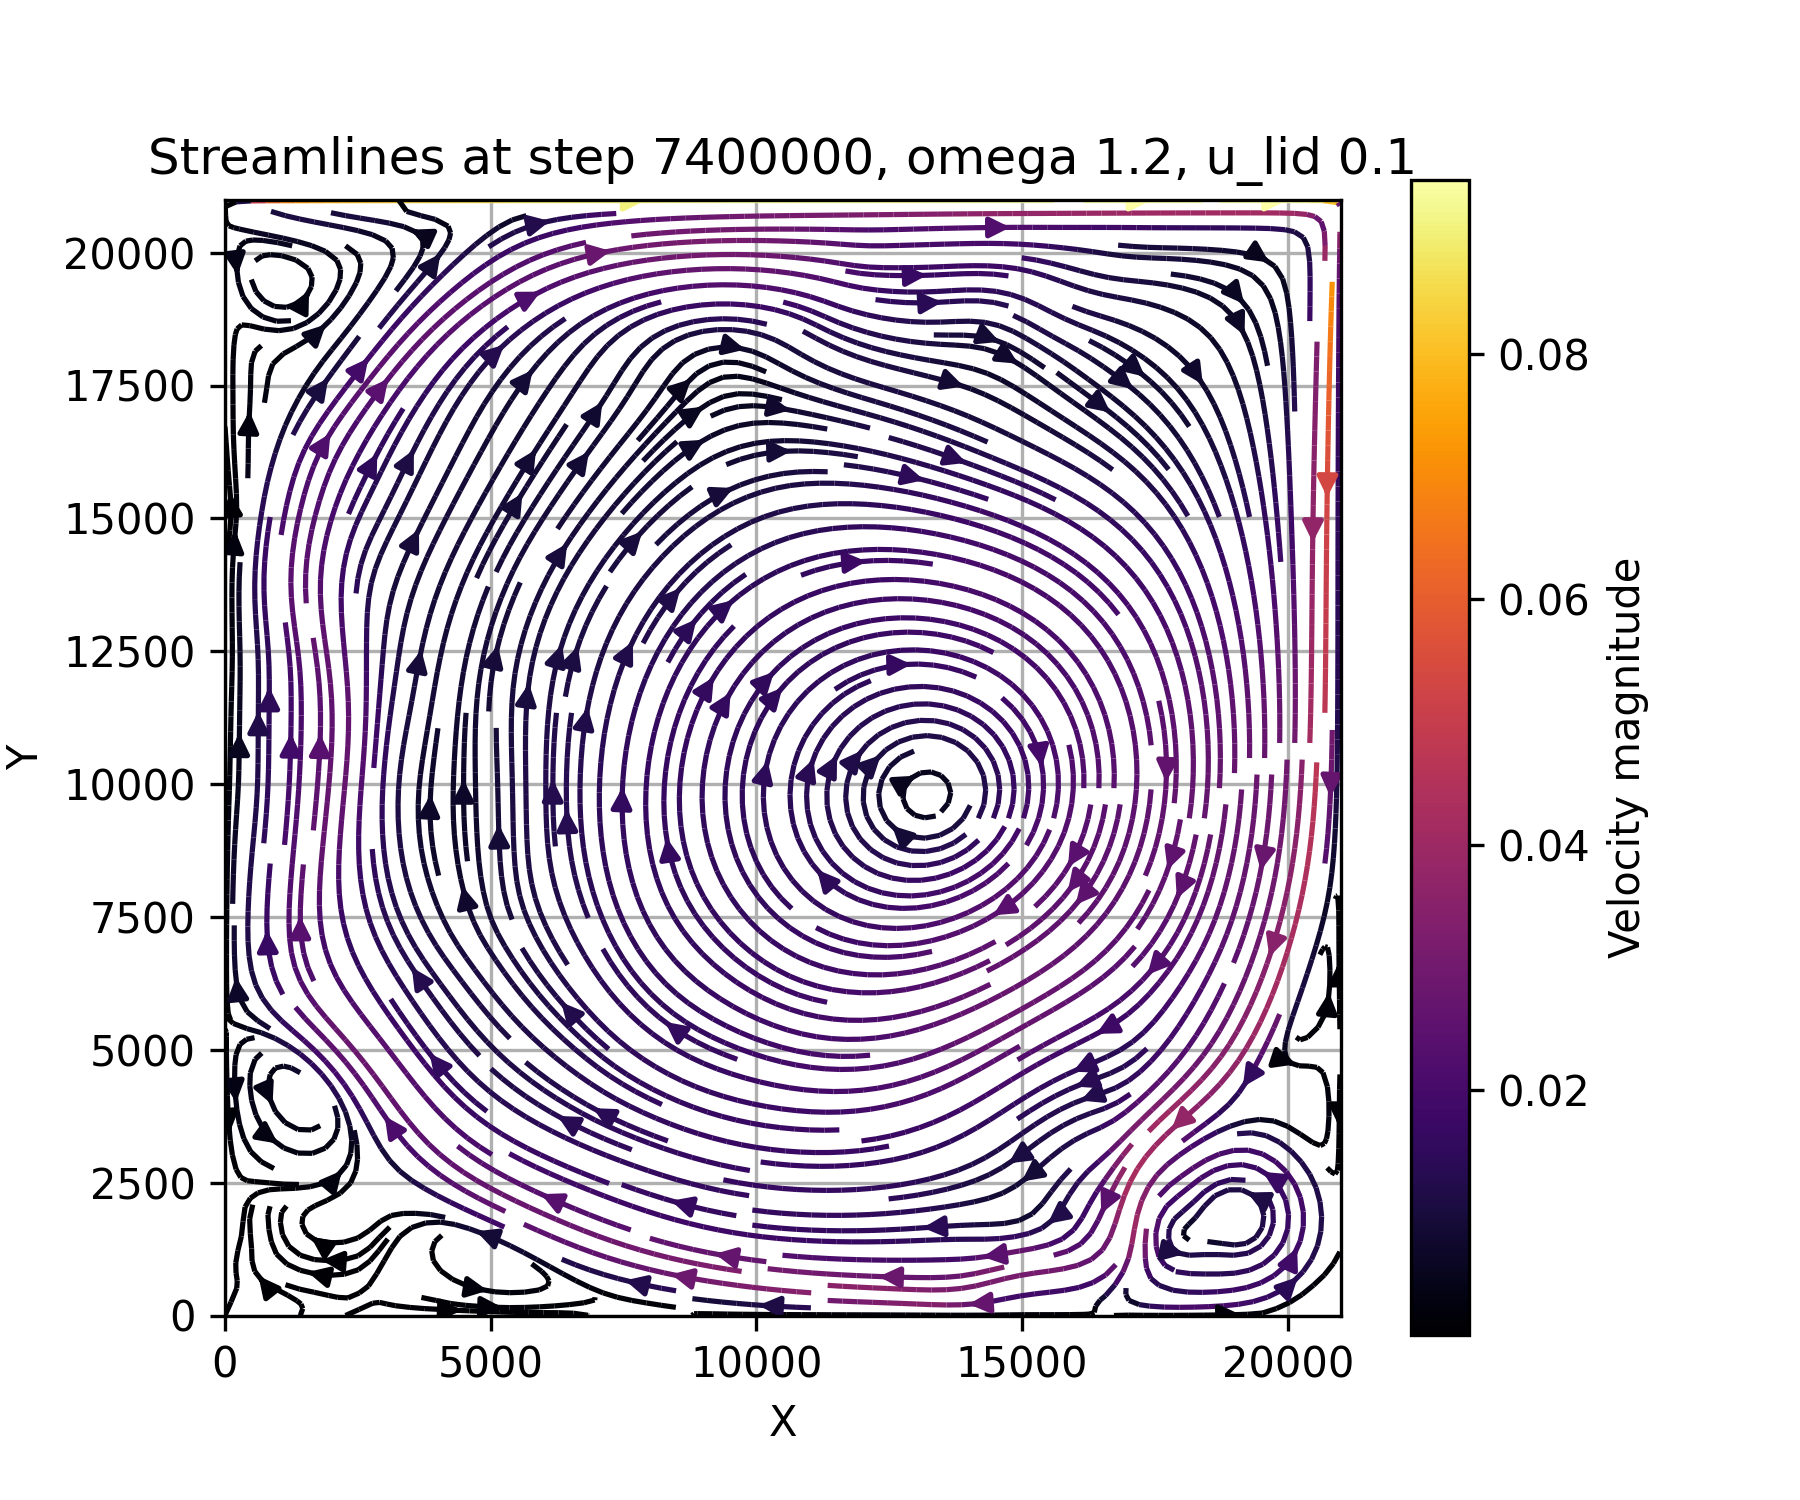 Streamlines at step 7400000, omega 1.2, u_lid 0.1
20000
17500
15000
12500
10000
7500
5000
2500
0
Y
0 5000 10000 15000 20000
X
0.08
0.06
0.04
0.02
Velocity magnitude